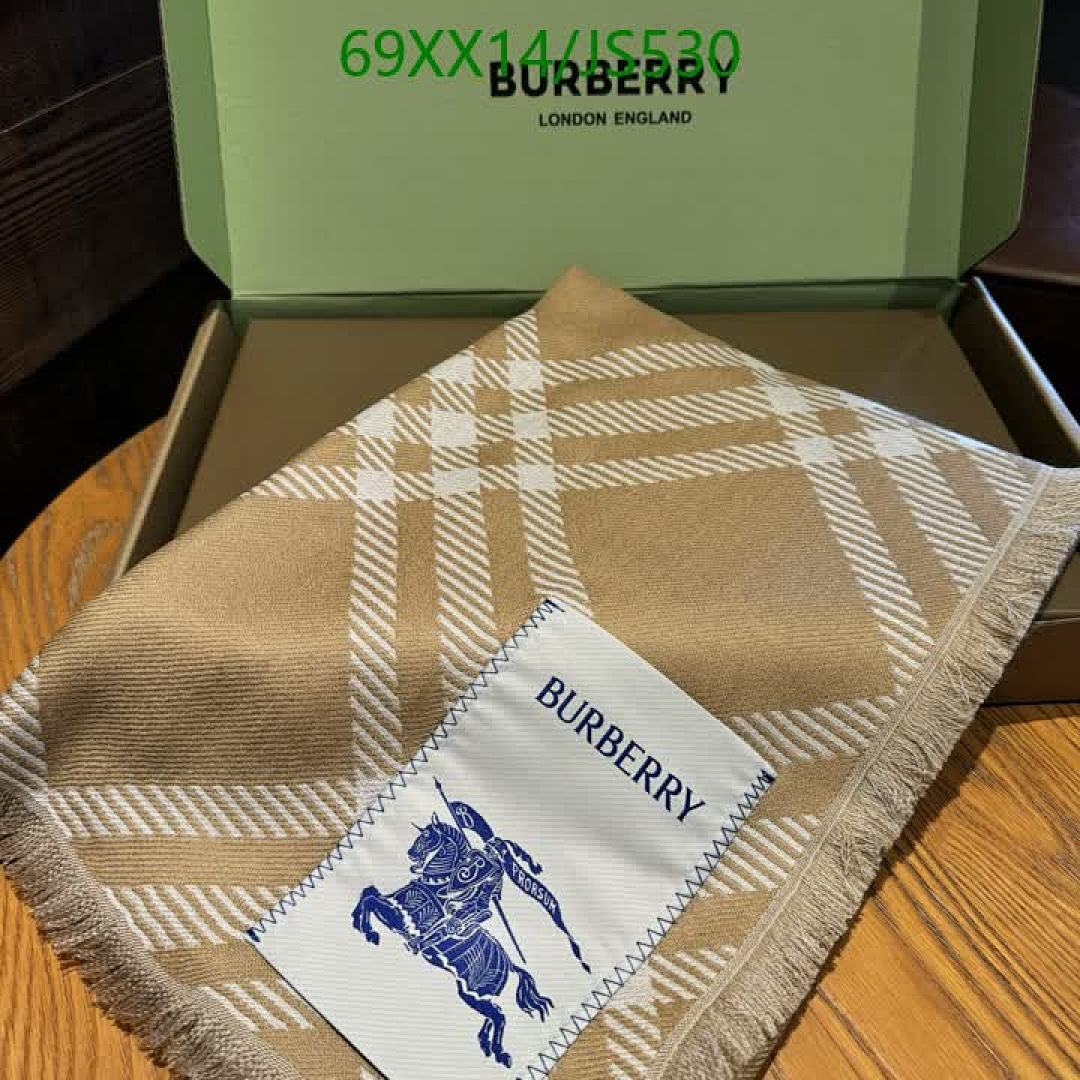 69XX14/JS530
BURBERRY
LONDON ENGLAND
BURBERRY
PRORSUM